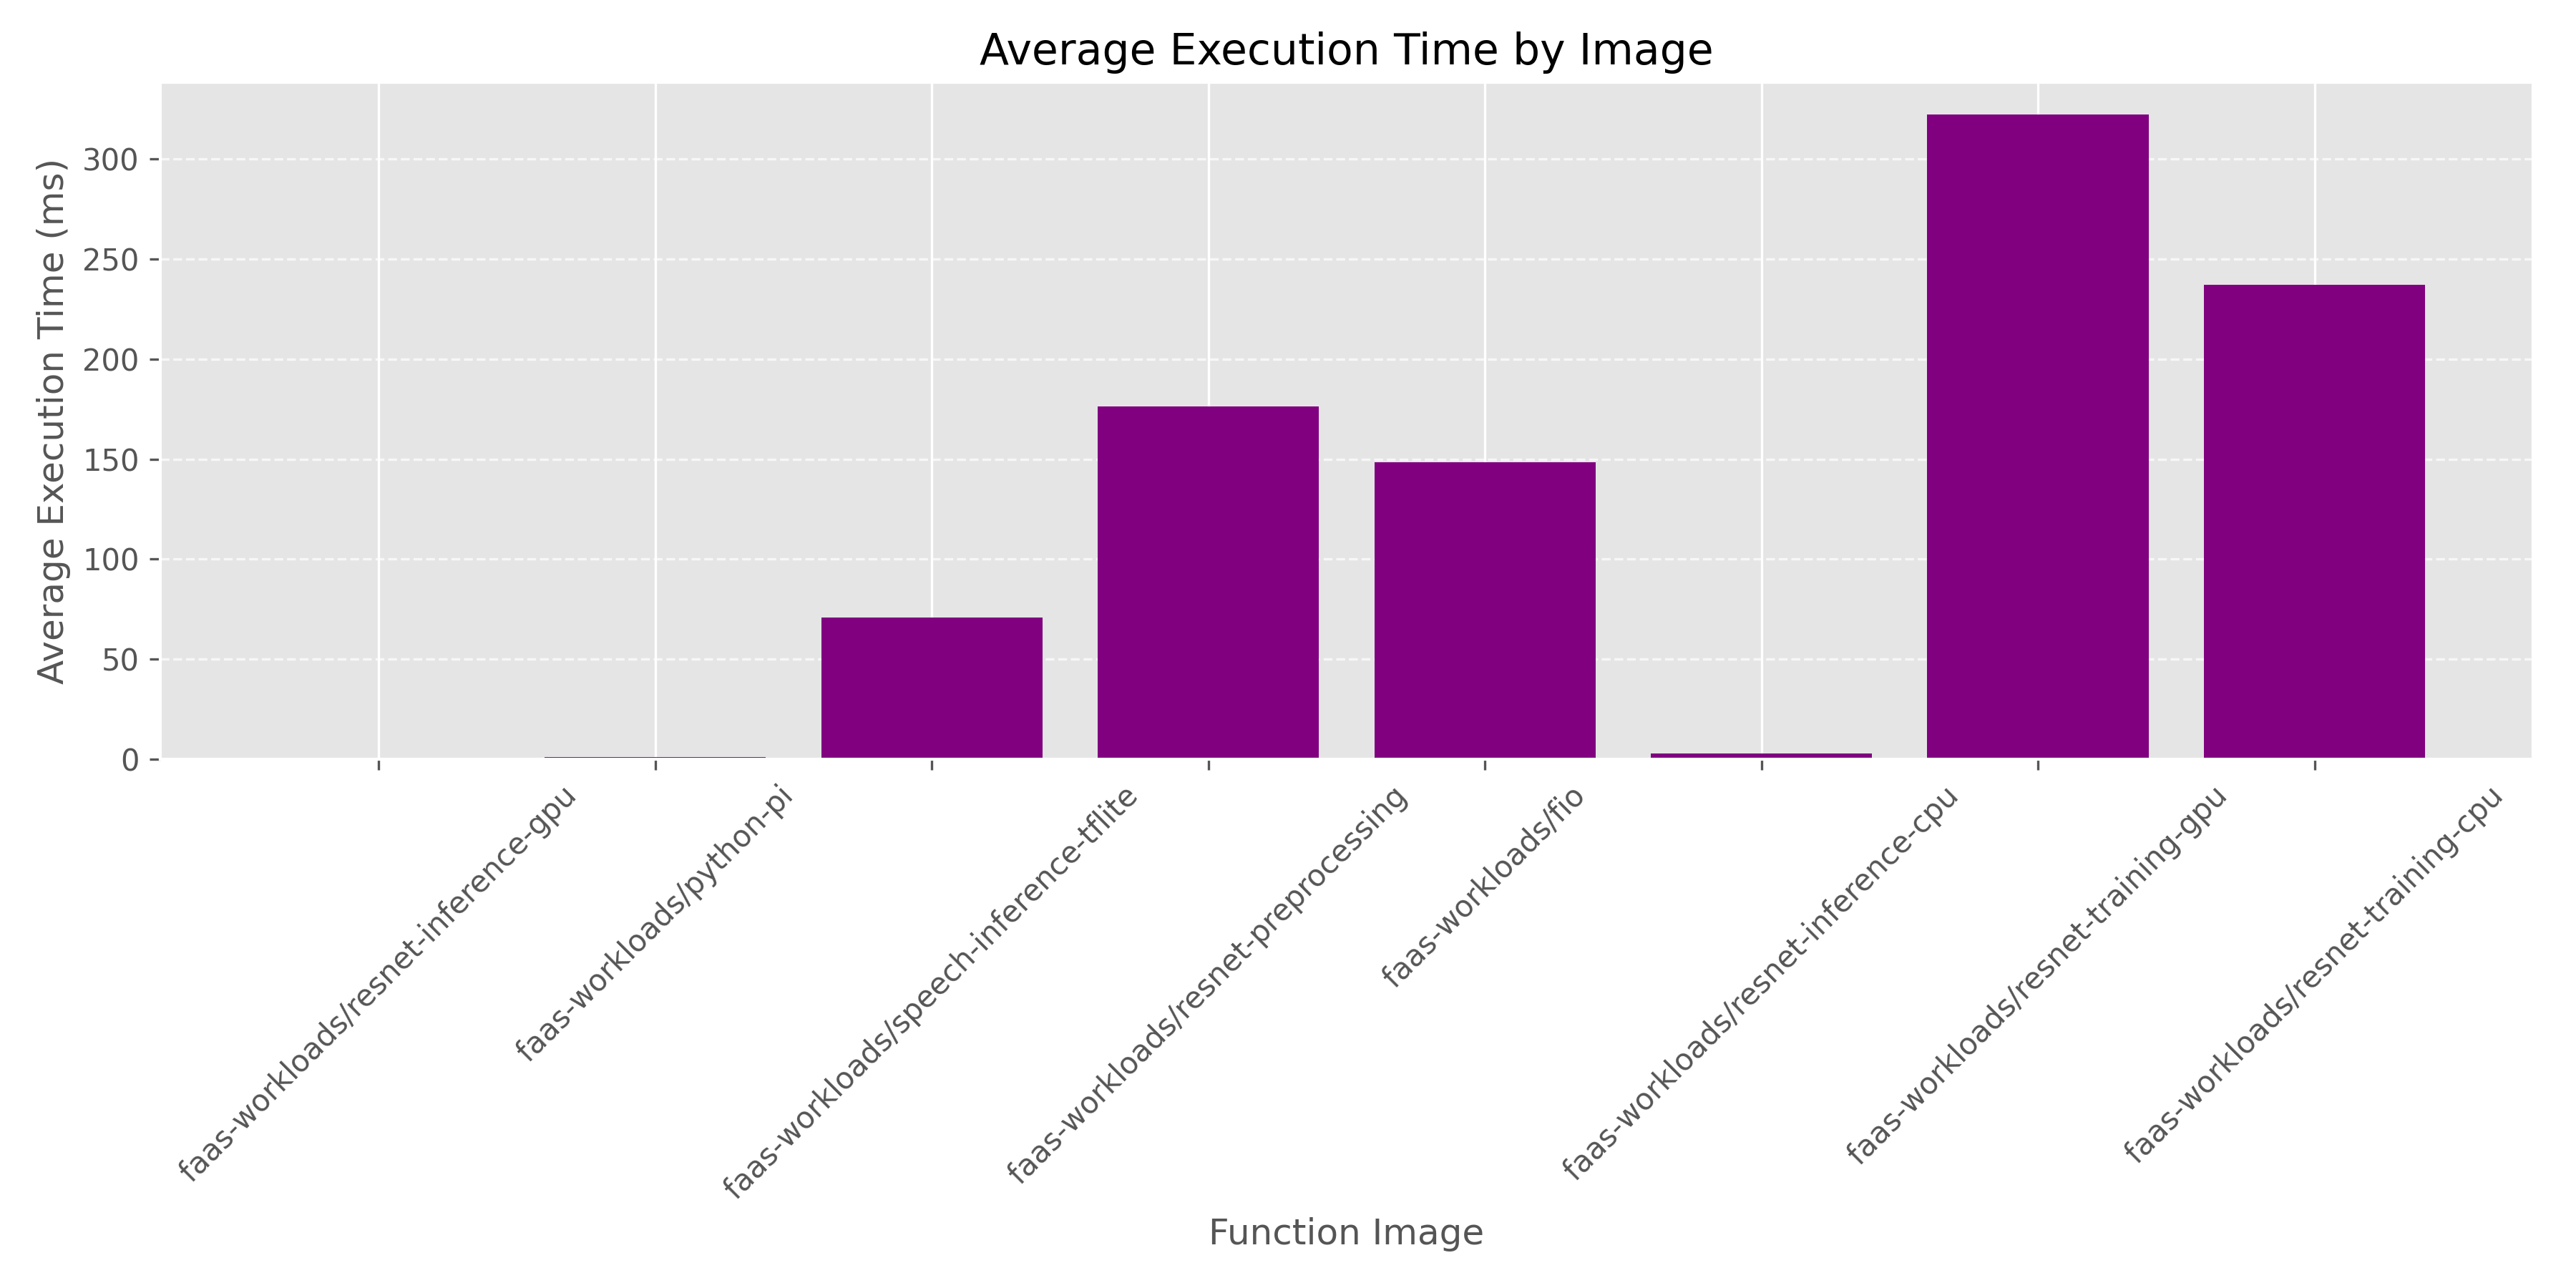 Average Execution Time by Image
Average Execution Time (ms)
300
250
200
150
100
50
0
faas-workloads/resnet-inference-gpu
faas-workloads/python-pi
faas-workloads/speech-inference-tflite
faas-workloads/resnet-preprocessing
faas-workloads/fio
faas-workloads/resnet-inference-cpu
faas-workloads/resnet-training-gpu
faas-workloads/resnet-training-cpu
Function Image